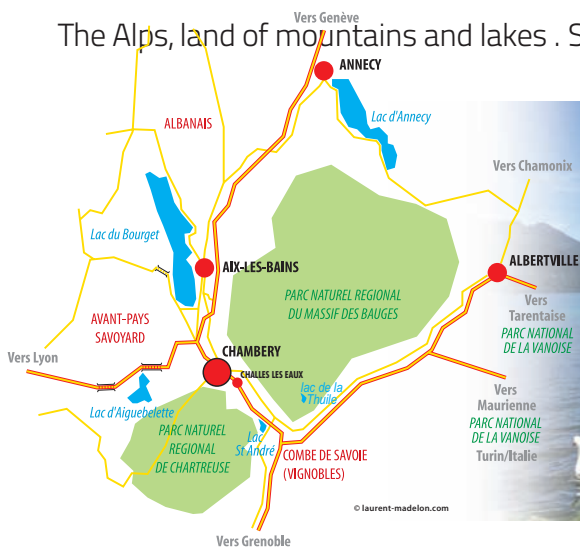 Vers Genève
The Alps, land of mountains and lakes . S
ANNECY
Lac d'Annecy
ALBANAIS
Vers Chamonix
Lac du Bourget
AIX-LES-BAINS
ALBERTVILLE
PARC NATUREL REGIONAL
DU MASSIF DES BAUGES
Vers
Tarentaise
PARC NATIONAL
DE LA VANOISE
AVANT-PAYS
SAVOYARD
Vers Lyon
CHAMBERY
CHALLES LES EAUX
lac de la
Thuile
Lac d'Aiguebelette
Vers
Maurienne
PARC NATIONAL
DE LA VANOISE
Turin/Italie
PARC NATUREL
REGIONAL
DE CHARTREUSE
Lac
St André
COMBE DE SAVOIE
(VIGNOBLES)
© laurent-madelon.com
Vers Grenoble